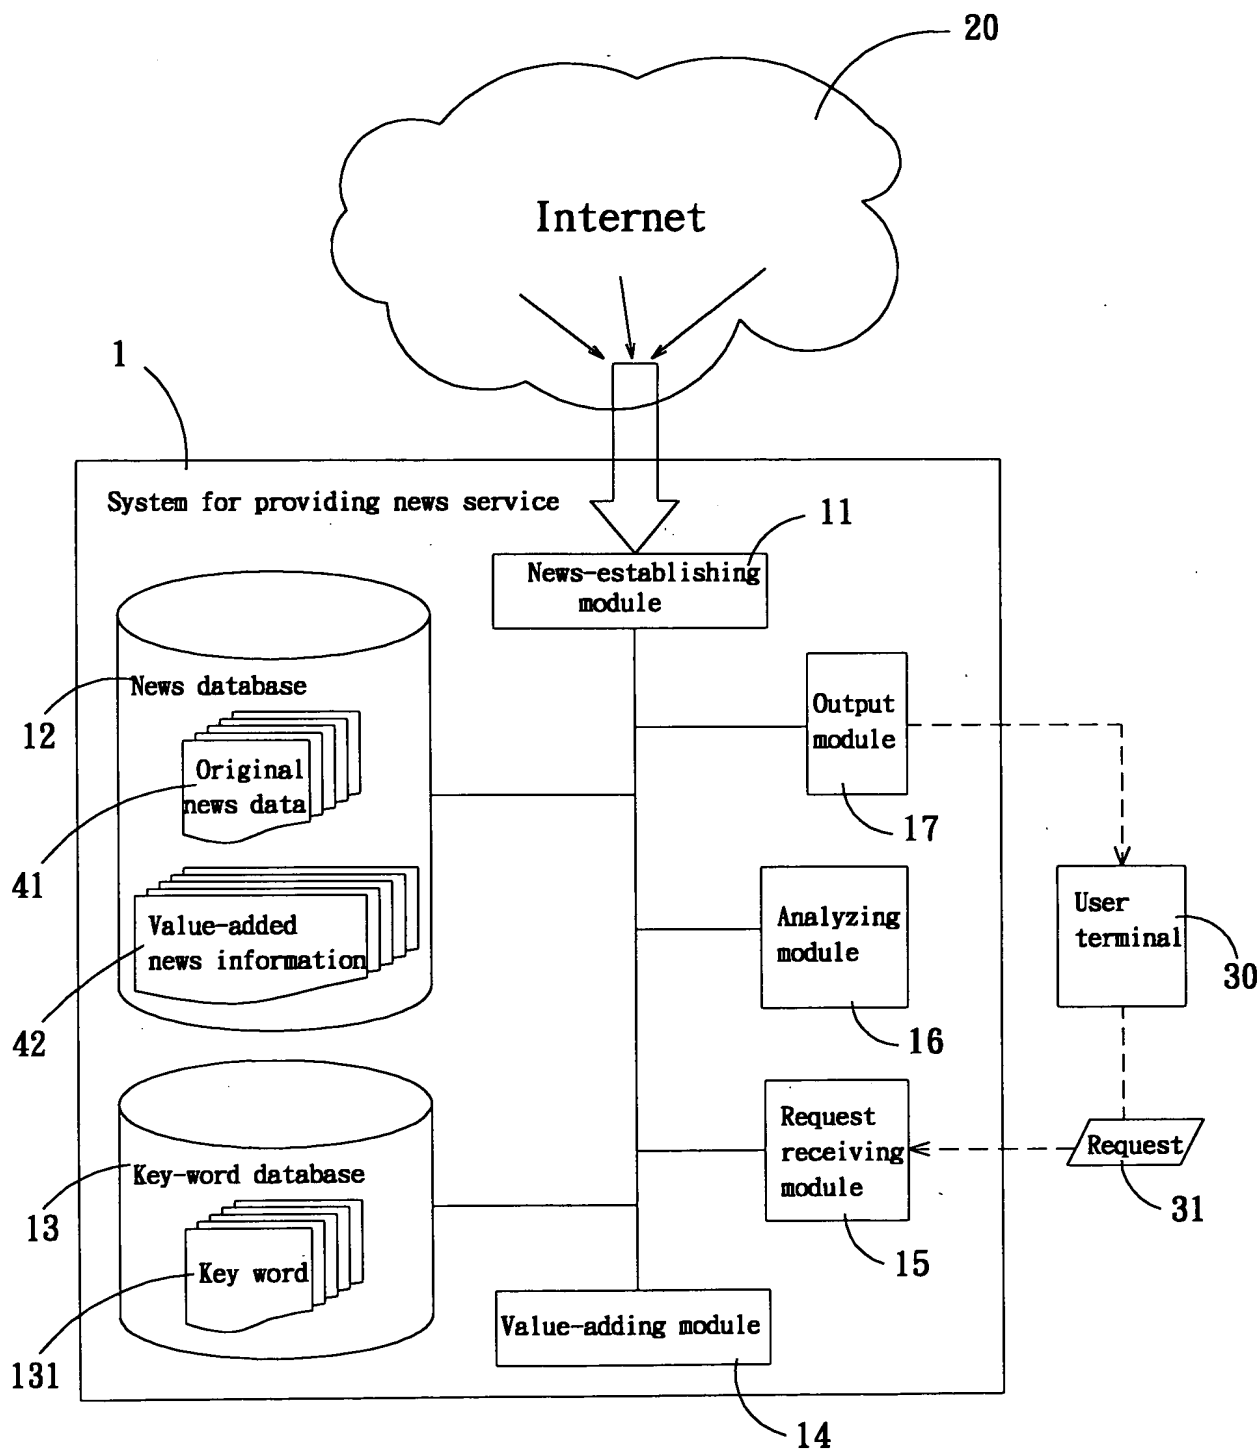 20
Internet
1
System for providing news service
11
News-establishing
module
News database
12
Output
module
Original
news data
17
41
User
terminal
Analyzing
module
Value-added
news information
30
42
16
Request
receiving
module
Request
Key-word database
31
13
15
Key word
Value-adding module
131
14